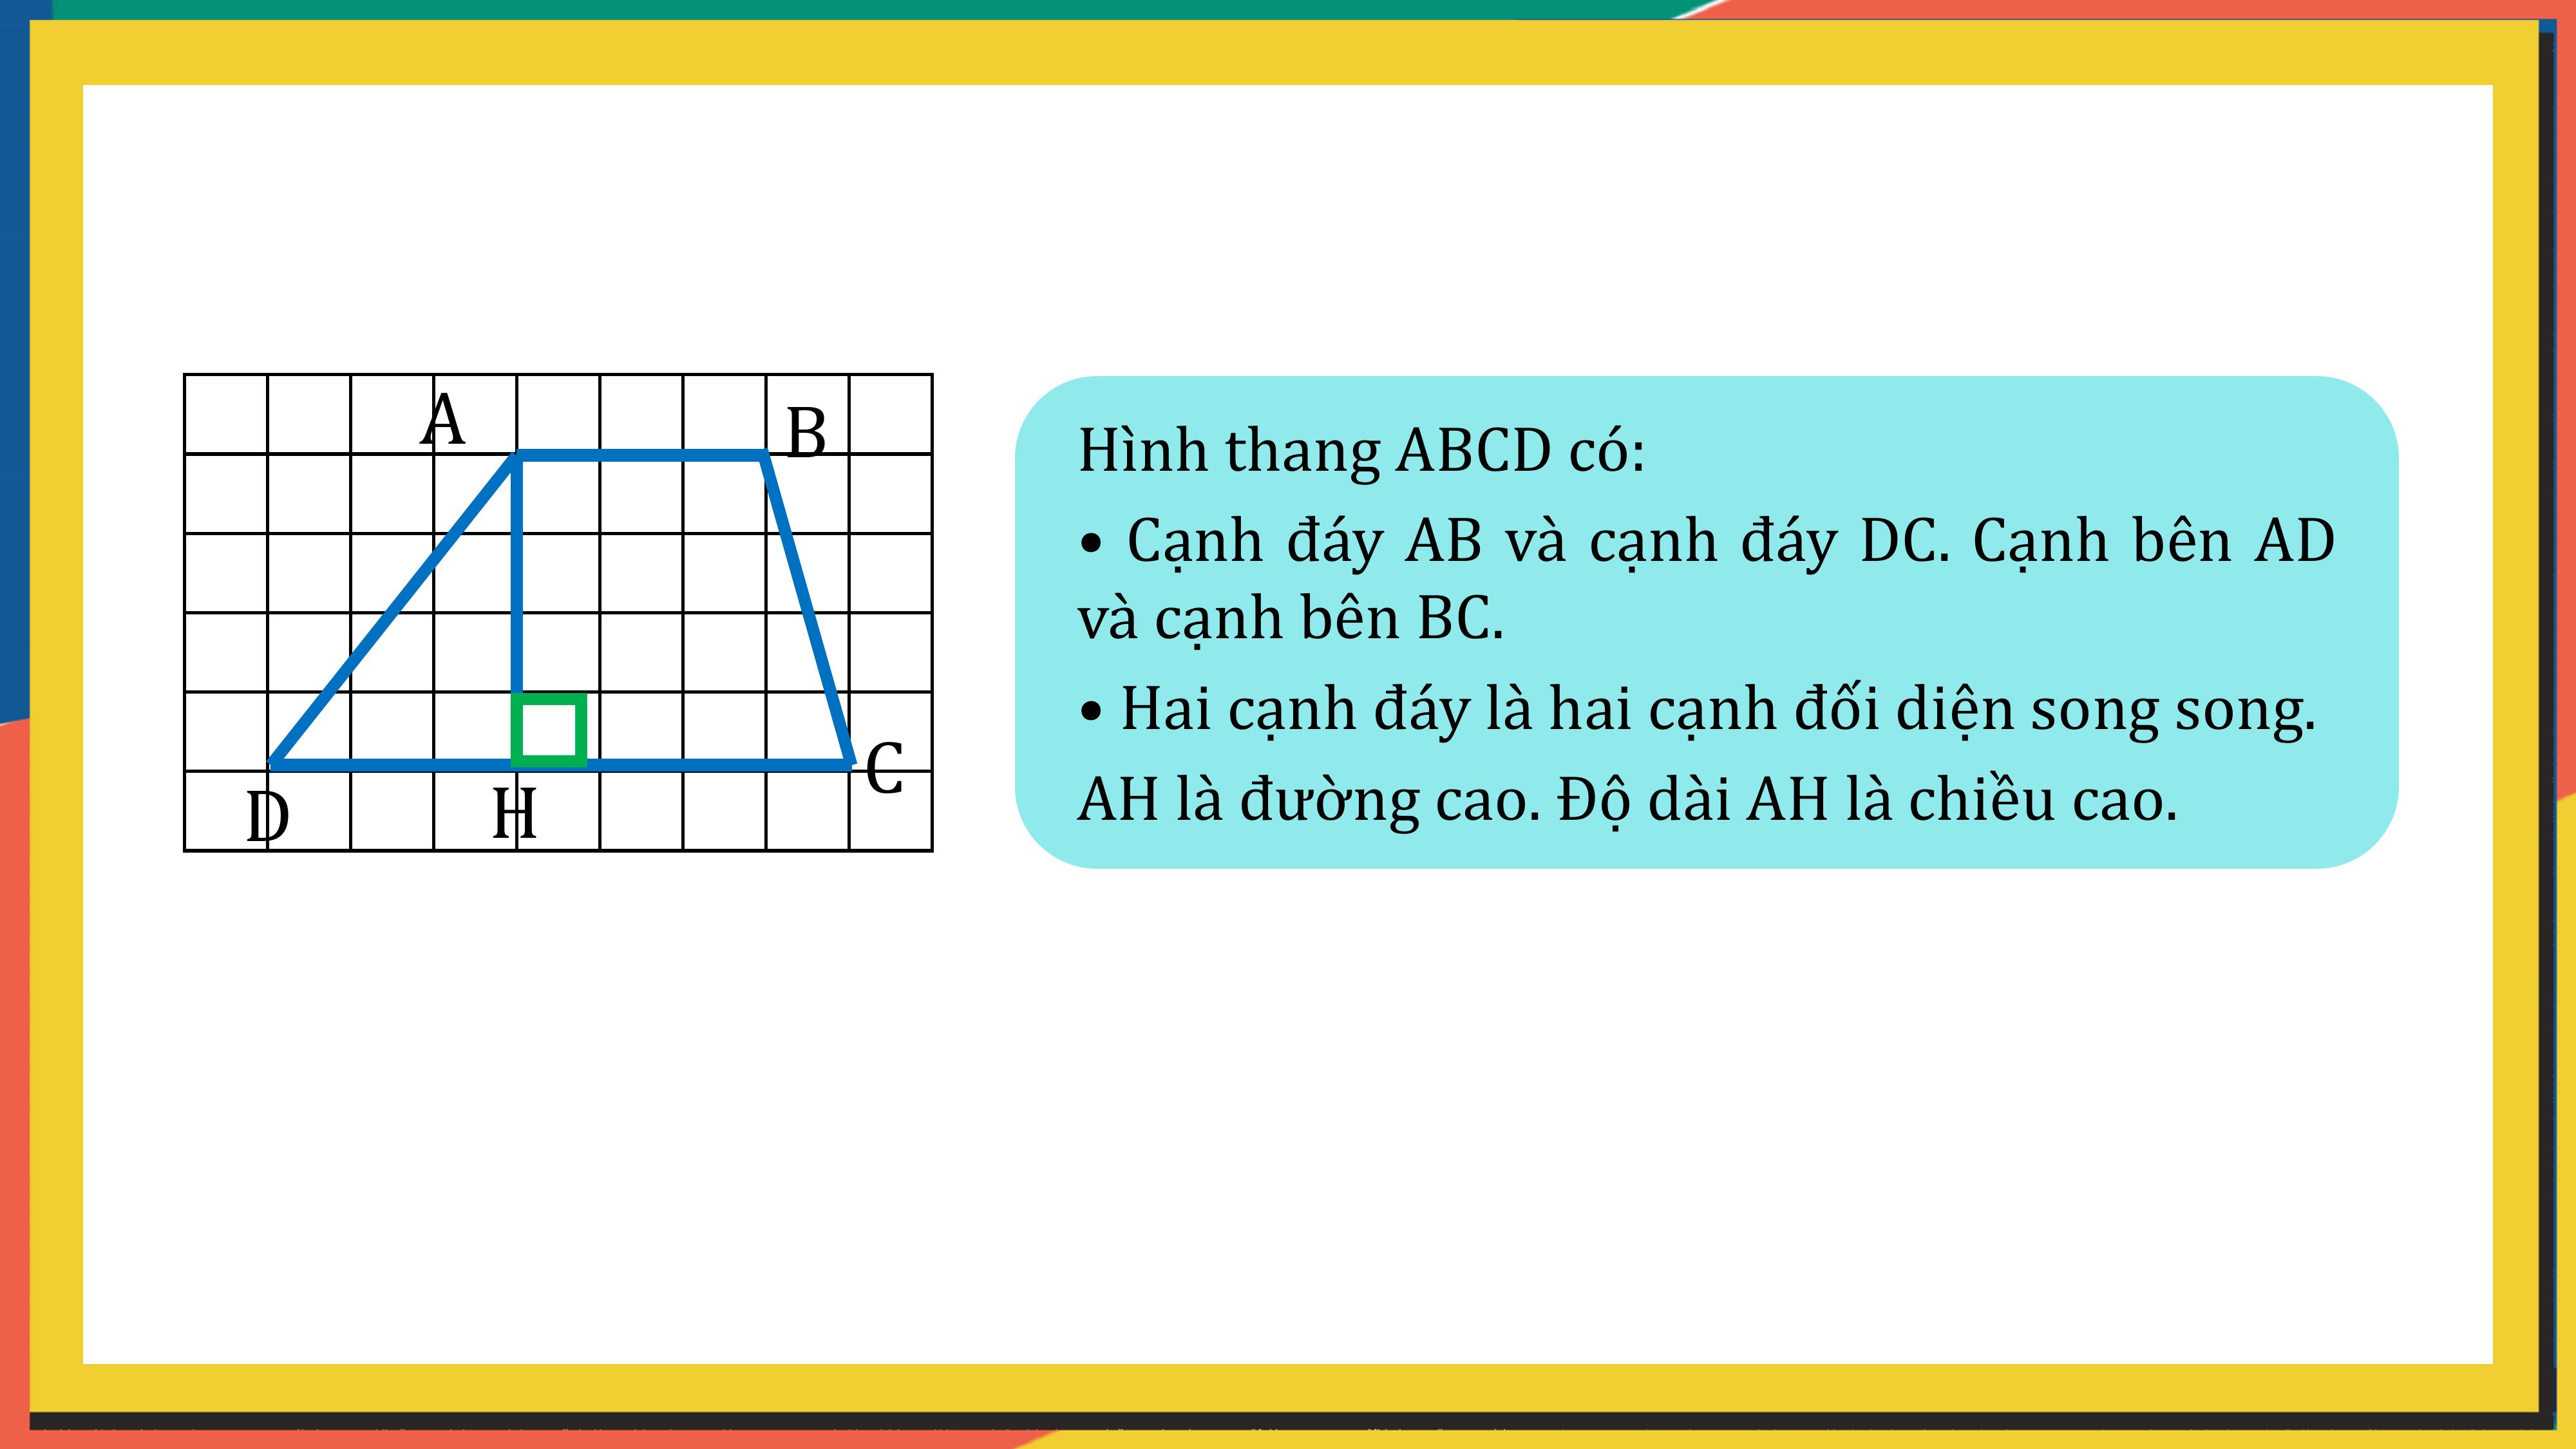 A
B
C
D
H
Hình thang ABCD có:
• Cạnh đáy AB và cạnh đáy DC. Cạnh bên AD
và cạnh bên BC.
• Hai cạnh đáy là hai cạnh đối diện song song.
AH là đường cao. Độ dài AH là chiều cao.